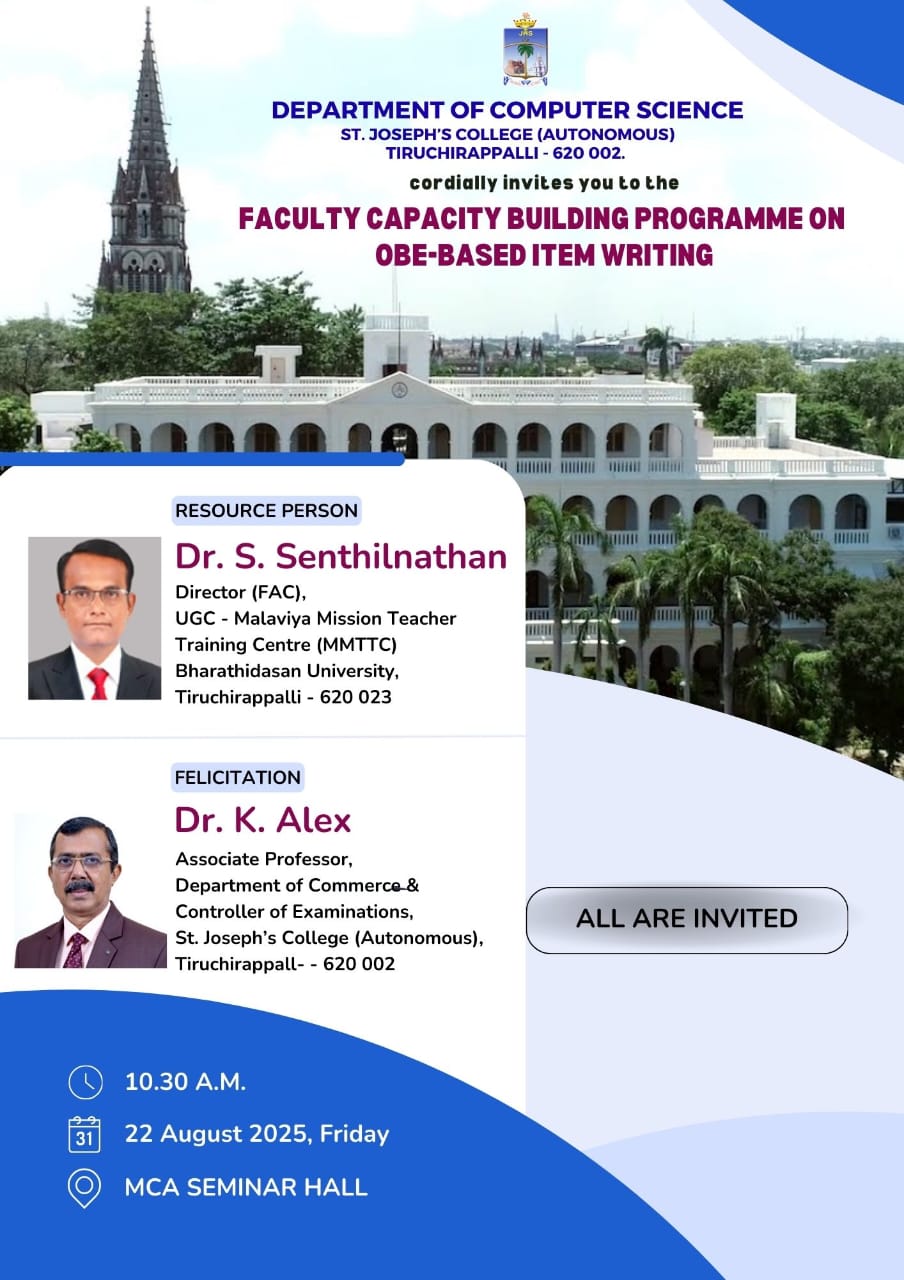 JMS
DEPARTMENT OF COMPUTER SCIENCE
ST. JOSEPH'S COLLEGE (AUTONOMOUS)
TIRUCHIRAPPALLI - 620 002.
cordially invites you to the
FACULTY CAPACITY BUILDING PROGRAMME ON
OBE-BASED ITEM WRITING
RESOURCE PERSON
Dr. S. Senthilnathan
Director (FAC),
UGC - Malaviya Mission Teacher
Training Centre (MMTTC)
Bharathidasan University,
Tiruchirappalli - 620 023
FELICITATION
Dr. K. Alex
Associate Professor,
Department of Commerce &
Controller of Examinations,
St. Joseph's College (Autonomous),
Tiruchirappall- - 620 002
ALL ARE INVITED
10.30 A.M.
31
22 August 2025, Friday
MCA SEMINAR HALL